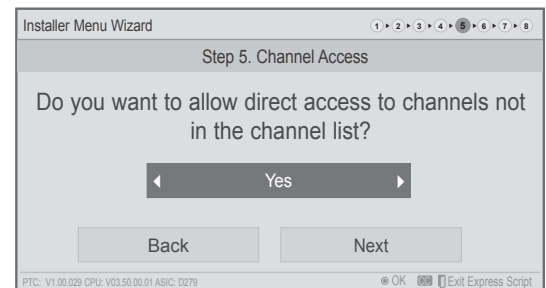 Installer Menu Wizard 1 2 3 4 5 6 7 8
Step 5. Channel Access
Do you want to allow direct access to channels not
in the channel list?
Yes
Back Next
PTC: V1.00.029 CPU: V03.50.00.01 ASIC: D279 OK CC Exit Express Script